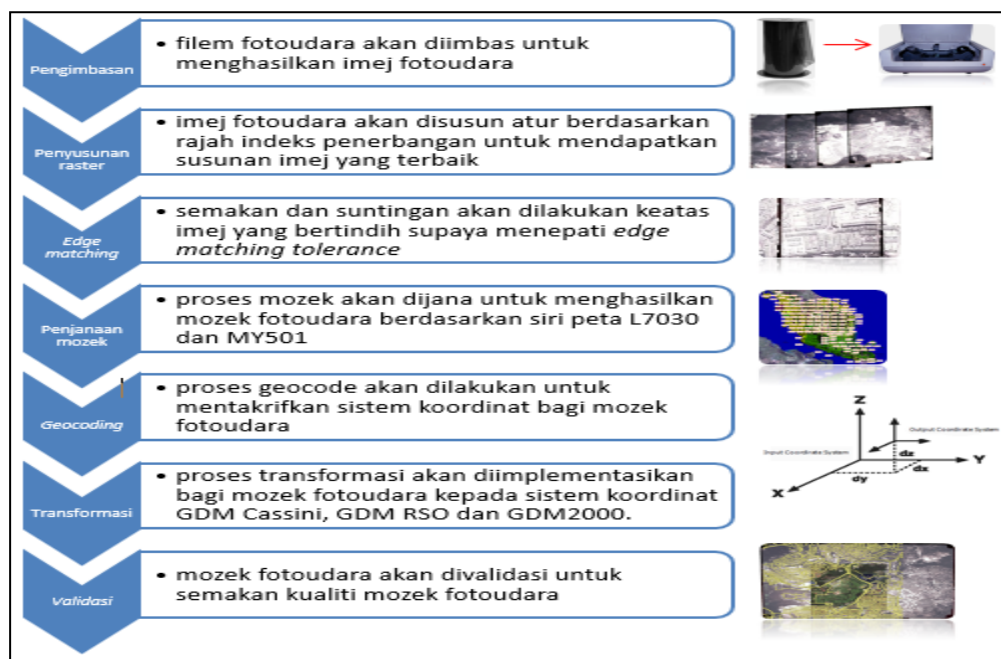 Pengimbasan
• filem fotoudara akan diimbas untuk
menghasilkan imej fotoudara
Penyusunan
raster
• imej fotoudara akan disusun atur berdasarkan
rajah indeks penerbangan untuk mendapatkan
susunan imej yang terbaik
Edge
matching
• semakan dan suntingan akan dilakukan keatas
imej yang bertindih supaya menepati edge
matching tolerance
Penjanaan
mozek
• proses mozek akan dijana untuk menghasilkan
mozek fotoudara berdasarkan siri peta L7030
dan MY501
Geocoding
• proses geocode akan dilakukan untuk
mentakrifkan sistem koordinat bagi mozek
fotoudara
Z
Output Coordinate System
Input Coordinate System
dz
Y
dx
dy
X
Transformasi
• proses transformasi akan diimplementasikan
bagi mozek fotoudara kepada sistem koordinat
GDM Cassini, GDM RSO dan GDM2000.
Validasi
• mozek fotoudara akan divalidasi untuk
semakan kualiti mozek fotoudara